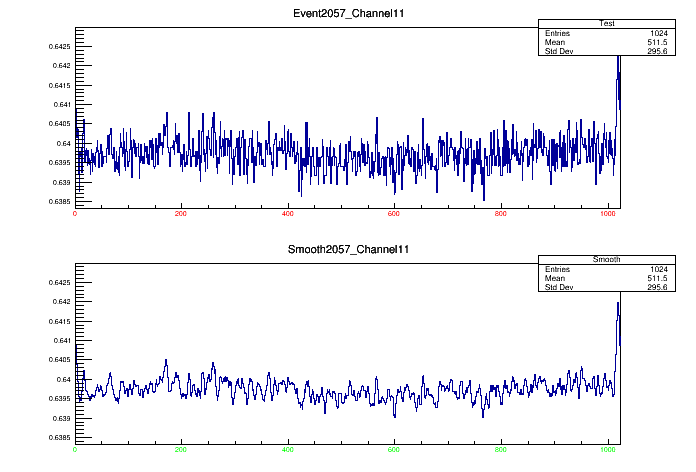 Event2057_Channel11
Test
Entries 1024
Mean 511.5
Std Dev 295.6
0.6425
0.642
0.6415
0.641
0.6405
0.64
0.6395
0.639
0.6385
0 200 400 600 800 1000
Smooth2057_Channel11
Smooth
Entries 1024
Mean 511.5
Std Dev 295.6
0.6425
0.642
0.6415
0.641
0.6405
0.64
0.6395
0.639
0.6385
0 200 400 600 800 1000